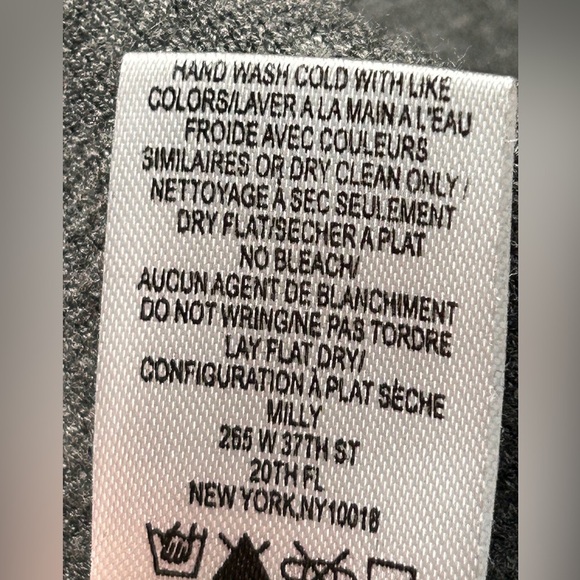 HAND WASH COLD WITH LIKE
COLORS/LAVER A LA MAIN A L'EAU
FROIDE AVEC COULEURS
SIMILAIRES OR DRY CLEAN ONLY /
NETTOYAGE À SEC SEULEMENT
DRY FLAT/SECHER A PLAT
NO BLEACH/
AUCUN AGENT DE BLANCHIMENT
DO NOT WRING/NE PAS TORDRE
LAY FLAT DRY/
CONFIGURATION À PLAT SÈCHE
MILLY
265 W 37TH ST
20TH FL
NEW YORK,NY10018